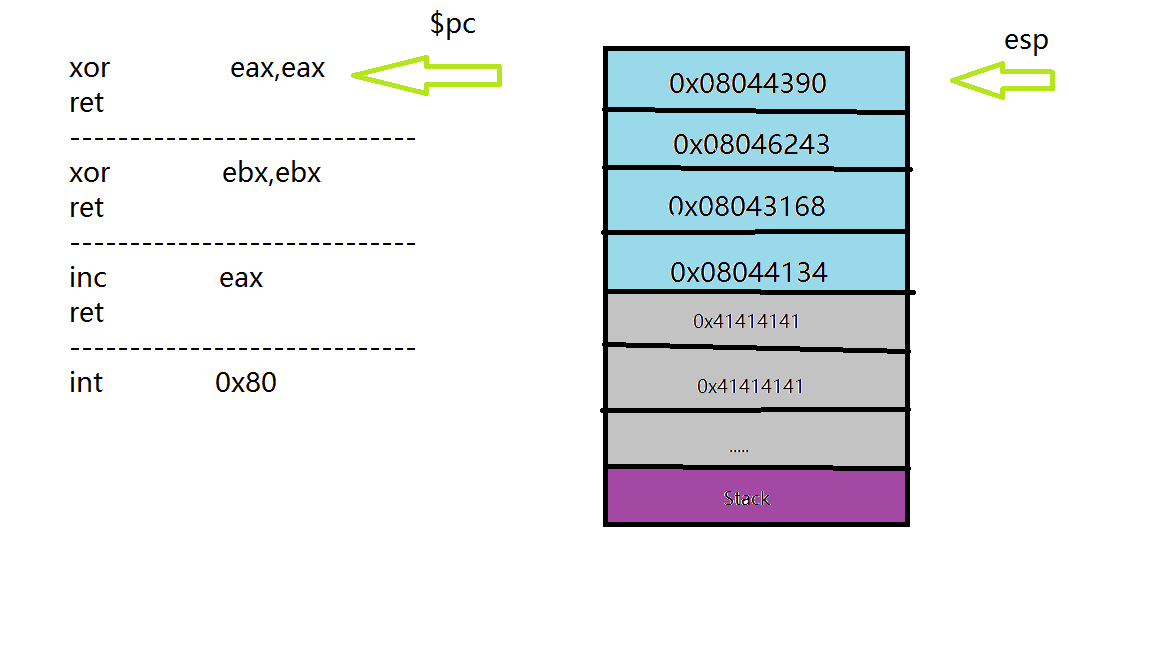 $pc
xor eax,eax
ret
-----------------------------
xor ebx,ebx
ret
-----------------------------
inc eax
ret
-----------------------------
int 0x80
esp
0x08044390
0x08046243
0x08043168
0x08044134
0x41414141
0x41414141
.....
Stack